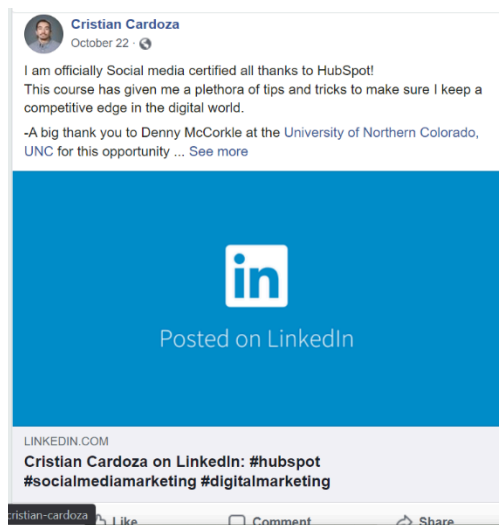 Cristian Cardoza
October 22 ·
I am officially Social media certified all thanks to HubSpot!
This course has given me a plethora of tips and tricks to make sure I keep a
competitive edge in the digital world.
-A big thank you to Denny McCorkle at the University of Northern Colorado,
UNC for this opportunity ... See more
in
Posted on LinkedIn
LINKEDIN.COM
Cristian Cardoza on LinkedIn: #hubspot
#socialmediamarketing #digitalmarketing
cristian-cardoza Like Comment Share